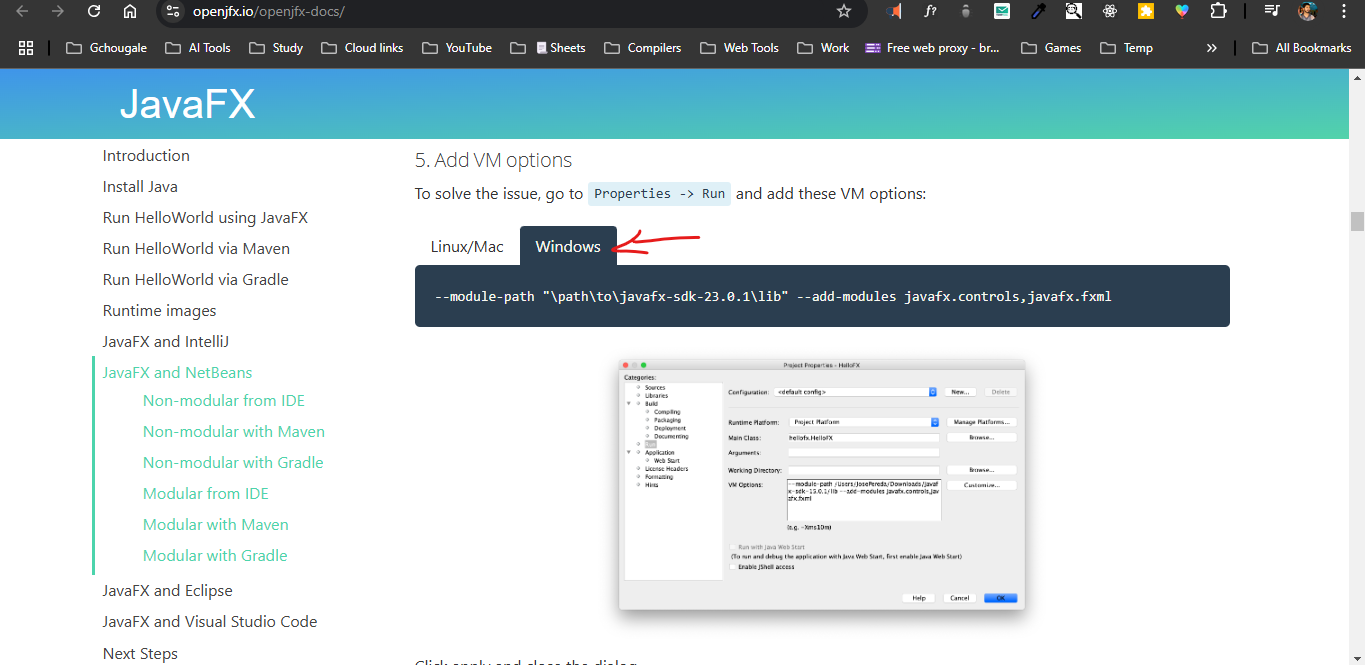 openjfx.io/openjfx-docs/
f?
Gchougale
AI Tools
Study
Cloud links
YouTube
Sheets
Compilers
Web Tools
Work
Free web proxy - br...
Games
Temp
»
All Bookmarks
JavaFX
Introduction
Install Java
Run HelloWorld using JavaFX
Run HelloWorld via Maven
Run HelloWorld via Gradle
Runtime images
JavaFX and IntelliJ
JavaFX and NetBeans
Non-modular from IDE
Non-modular with Maven
Non-modular with Gradle
Modular from IDE
Modular with Maven
Modular with Gradle
JavaFX and Eclipse
JavaFX and Visual Studio Code
Next Steps
5. Add VM options
To solve the issue, go to Properties -> Run and add these VM options:
Linux/Mac
Windows
--module-path "\path\to\javafx-sdk-23.0.1\lib" --add-modules javafx.controls,javafx.fxml
Project Properties - HelloFX
Categories:
Sources
Libraries
Build
Compiling
Packaging
Deployment
Documenting
Run
Application
Web Start
License Headers
Formatting
Hints
Configuration: <default config>
New...
Delete
Runtime Platform: Project Platform
Manage Platforms...
Main Class: hellofx.HelloFX
Browse...
Arguments:
Working Directory:
Browse...
VM Options:
--module-path /Users/JosePereda/Downloads/javaf
x-sdk-15.0.1/lib --add-modules javafx.controls,jav
afx.fxml
Customize...
(e.g. -Xms10m)
Run with Java Web Start
(To run and debug the application with Java Web Start, first enable Java Web Start)
Enable JShell access
Help
Cancel
OK
Click apply and close the dialog.